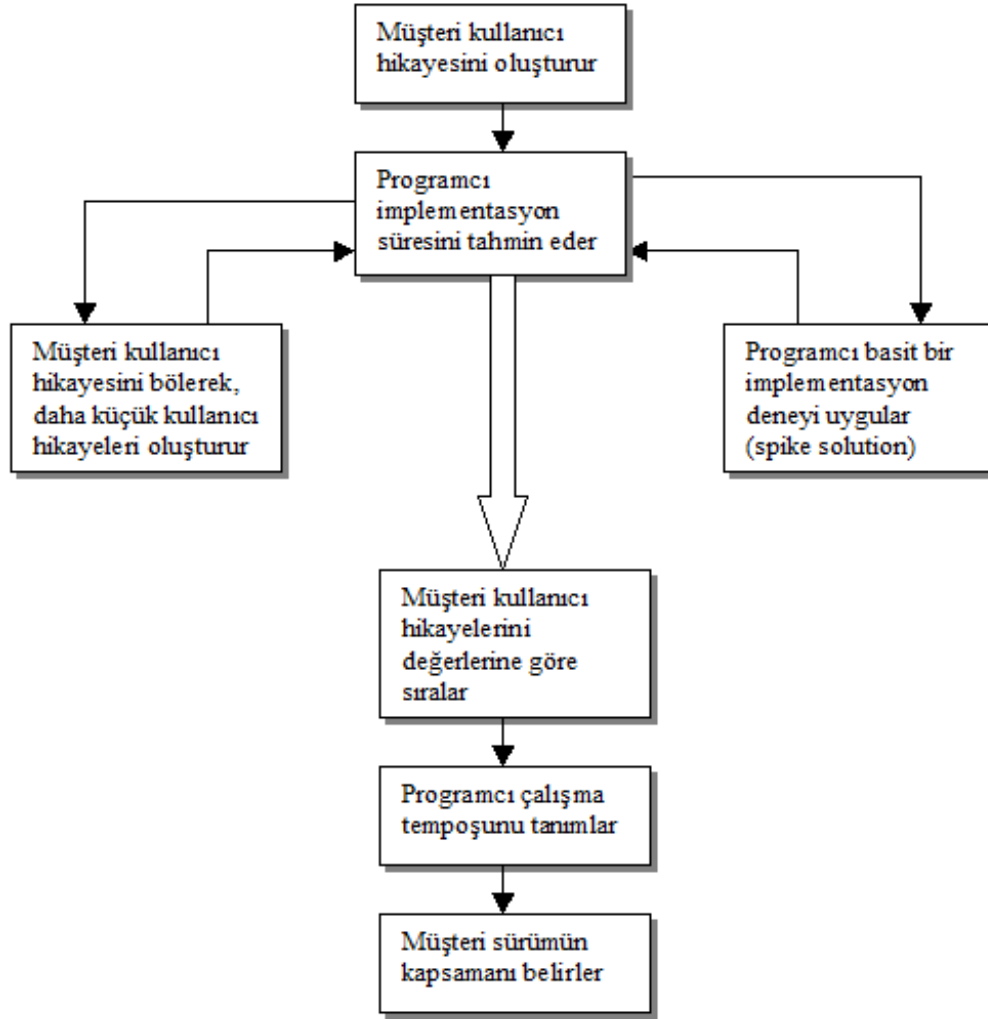 Müşteri kullanıcı
hikayesini oluşturur
Programcı
implementasyon
süresini tahmin eder
Müşteri kullanıcı
hikayesini bölerek,
daha küçük kullanıcı
hikayeleri oluşturur
Programcı basit bir
implementasyon
deneyi uygular
(spike solution)
Müşteri kullanıcı
hikayelerini
değerlerine göre
sıralar
Programcı çalışma
tempoşunu tanımlar
Müşteri sürümün
kapsamanı belirler